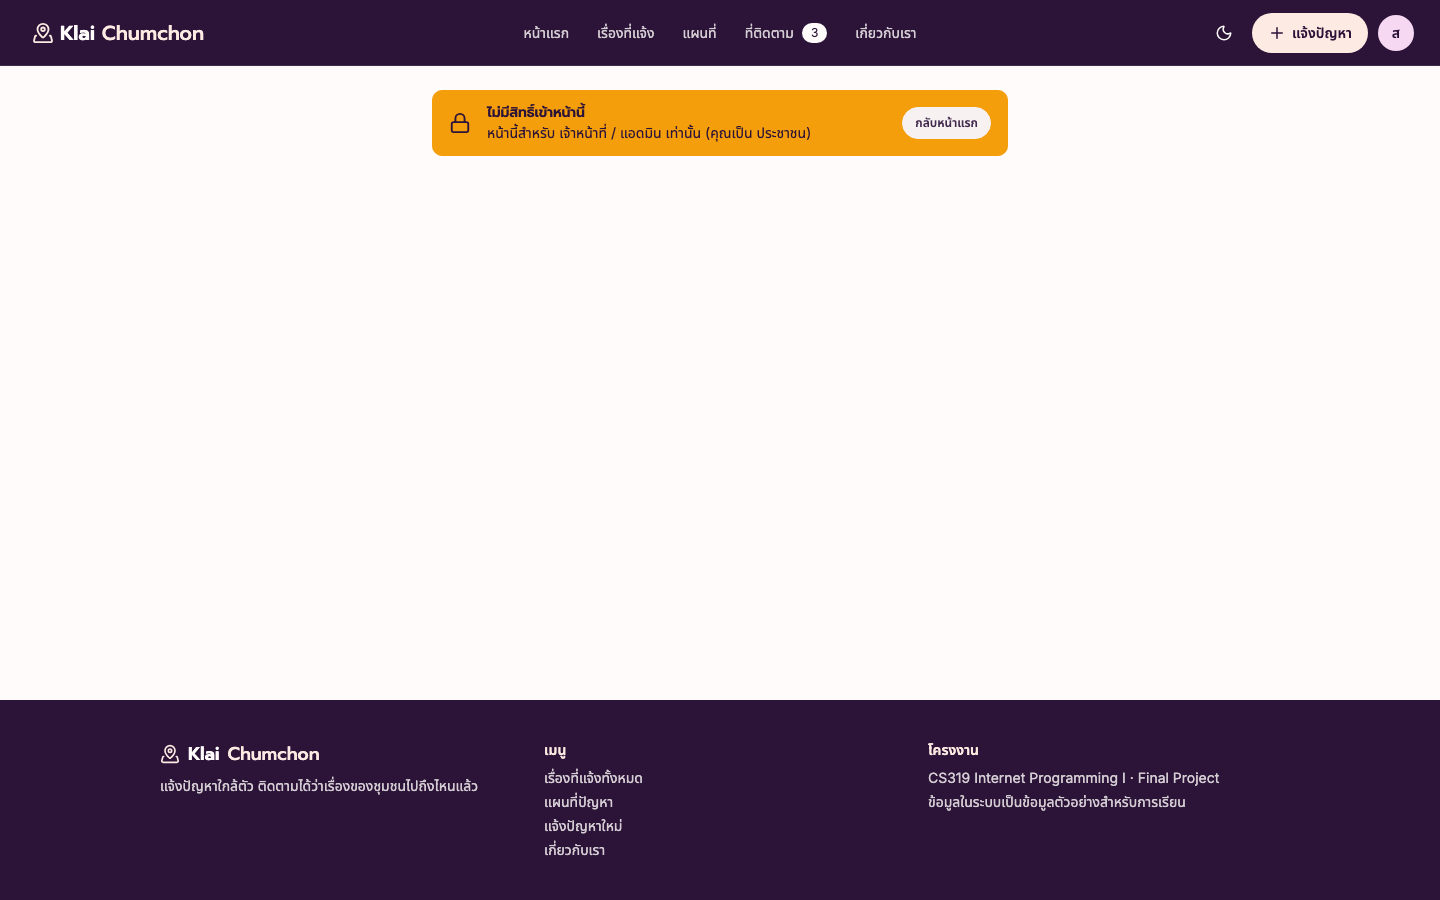 Klai Chumchon
หน้าแรก
เรื่องที่แจ้ง
แผนที่
ที่ติดตาม 3
เกี่ยวกับเรา
แจ้งปัญหา
ส
ไม่มีสิทธิ์เข้าหน้านี้
หน้านี้สำหรับ เจ้าหน้าที่ / แอดมิน เท่านั้น (คุณเป็น ประชาชน)
กลับหน้าแรก
Klai Chumchon
แจ้งปัญหาใกล้ตัว ติดตามได้ว่าเรื่องของชุมชนไปถึงไหนแล้ว
เมนู
เรื่องที่แจ้งทั้งหมด
แผนที่ปัญหา
แจ้งปัญหาใหม่
เกี่ยวกับเรา
โครงงาน
CS319 Internet Programming I · Final Project
ข้อมูลในระบบเป็นข้อมูลตัวอย่างสำหรับการเรียน